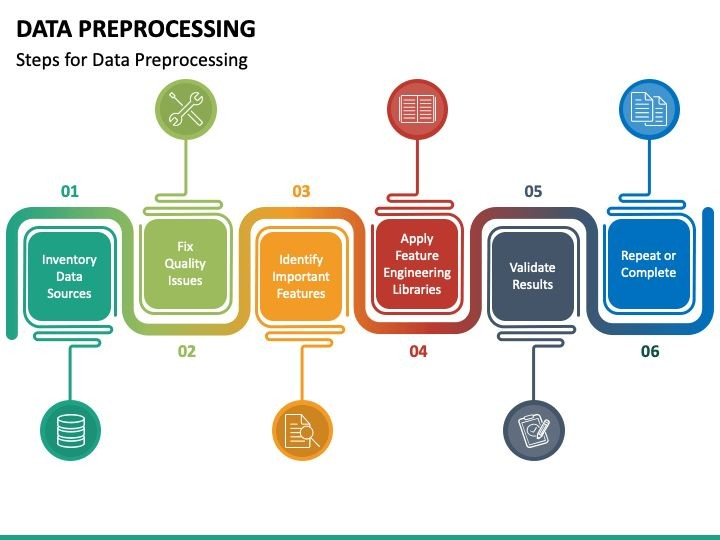 DATA PREPROCESSING
Steps for Data Preprocessing
01
Inventory
Data
Sources
Fix
Quality
Issues
02
03
Identify
Important
Features
Apply
Feature
Engineering
Libraries
04
05
Validate
Results
Repeat or
Complete
06